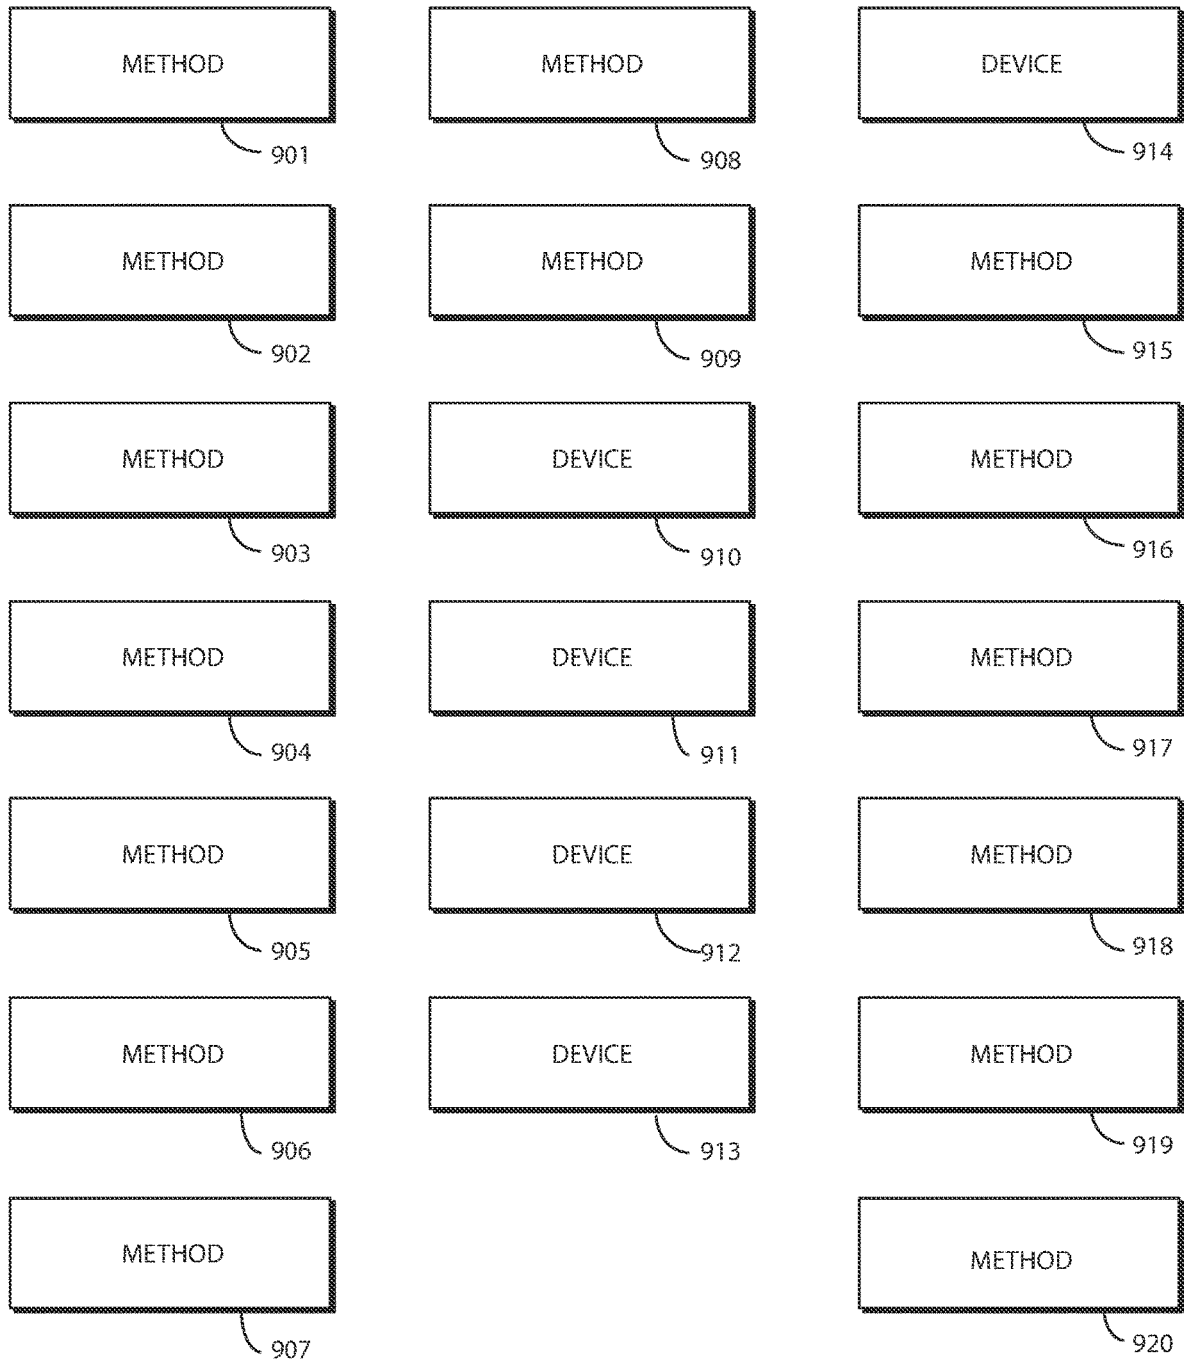 METHOD
901
METHOD
902
METHOD
903
METHOD
904
METHOD
905
METHOD
906
METHOD
907
METHOD
908
METHOD
909
DEVICE
910
DEVICE
911
DEVICE
912
DEVICE
913
DEVICE
914
METHOD
915
METHOD
916
METHOD
917
METHOD
918
METHOD
919
METHOD
920